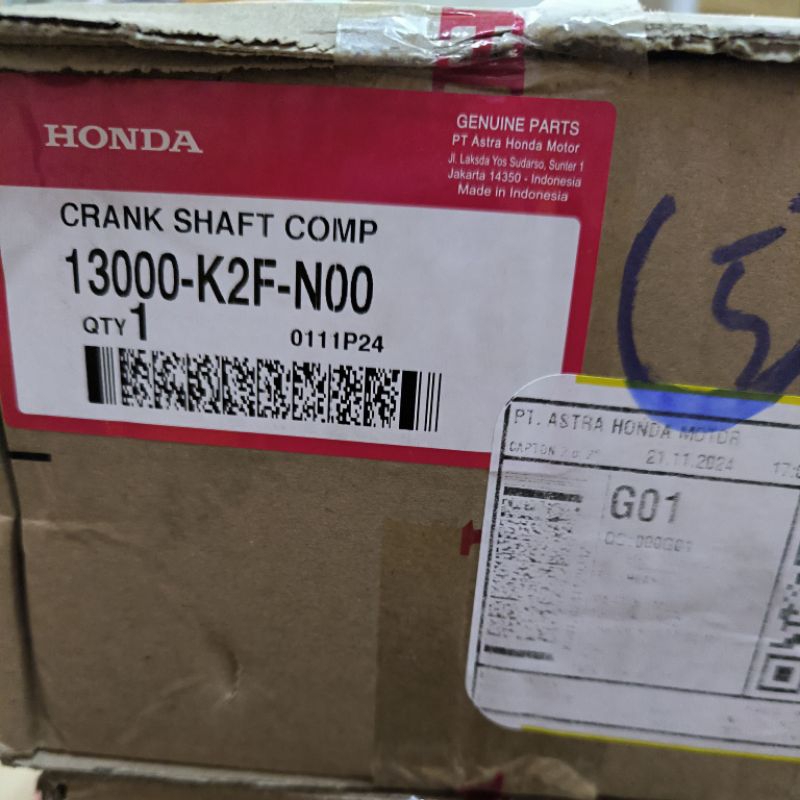 HONDA
GENUINE PARTS
PT Astra Honda Motor
Jl. Laksda Yos Sudarso, Sunter 1
Jakarta 14350 - Indonesia
Made in Indonesia
CRANK SHAFT COMP
13000-K2F-N00
QTY 1
0111P24
5
PT. ASTRA HONDA MOTOR
21.11.2024
G01